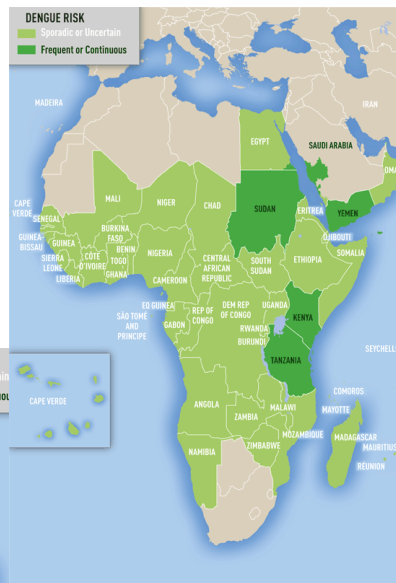 DENGUE RISK
Sporadic or Uncertain
Frequent or Continuous
MADEIRA
IRAN
EGYPT
SAUDI ARABIA
CAPE
VERDE
SENEGAL
MALI
NIGER
CHAD
SUDAN
ERITREA
YEMEN
GUINEA-
BISSAU
GUINEA
BURKINA
FASO
DJIBOUTI
SIERRA
LEONE
CÔTE
D'IVOIRE
BENIN
TOGO
GHANA
LIBERIA
NIGERIA
CENTRAL
AFRICAN
REPUBLIC
SOUTH
SUDAN
ETHIOPIA
SOMALIA
CAMEROON
EQ GUINEA
SÃO TOMÉ
AND
PRINCIPE
GABON
REP OF
CONGO
DEM REP
OF CONGO
UGANDA
KENYA
RWANDA
BURUNDI
TANZANIA
CAPE VERDE
COMOROS
ANGOLA
MALAWI
MAYOTTE
ZAMBIA
MOZAMBIQUE
MADAGASCAR
ZIMBABWE
NAMIBIA
MAURITIUS
REUNION